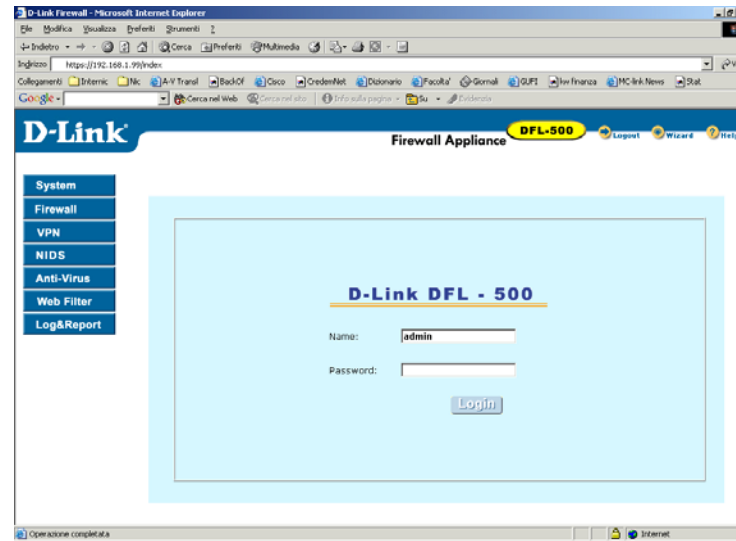 D-Link Firewall - Microsoft Internet Explorer
File Modifica Visualizza Preferiti Strumenti ?
Indietro Cerca Preferiti Multimedia
Indirizzo https://192.168.1.99/index
Collegamenti Internic Nic A-V Transl BackOf Cisco CredemNet Dizionario Facolta' Giornali GUFI kw finanza MC-link News Stat
Google Cerca nel Web Cerca nel sito Info sulla pagina Su Evidenzia
D-Link
Firewall Appliance DFL-500 Logout Wizard Help
System
Firewall
VPN
NIDS
Anti-Virus
Web Filter
Log&Report
D-Link DFL - 500
Name: admin
Password:
Login
Operazione completata Internet